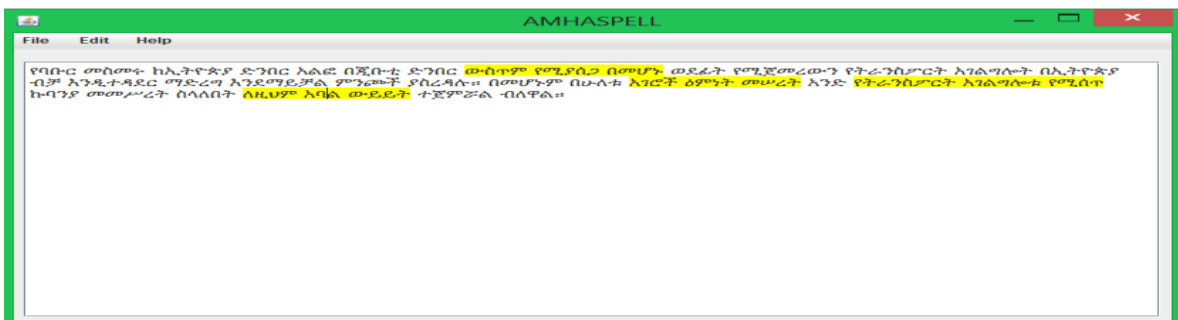 AMHASPELL
File Edit Help
የባቡር መስመሩ ከኢትዮጵያ ድንበር አልፎ በጂቡቲ ድንበር ውስጥም የሚያሰጋ በመሆኑ ወደፊት የሚጀመረውን የትራንስፖርት አገልግሎት በኢትዮጵያ
ብቻ እንዲተዳደር ማድረግ እንደማይቻል ምንጮች ያስረዳሉ። በመሆኑም በሁለቱ አገሮች ዕምነት መሠረት አንድ የትራንስፖርት አገልግሎቱ የሚሰጥ
ኩባንያ መመሥረት ስላለበት ለዚህም አባል ውይይት ተጀምሯል ብለዋል።